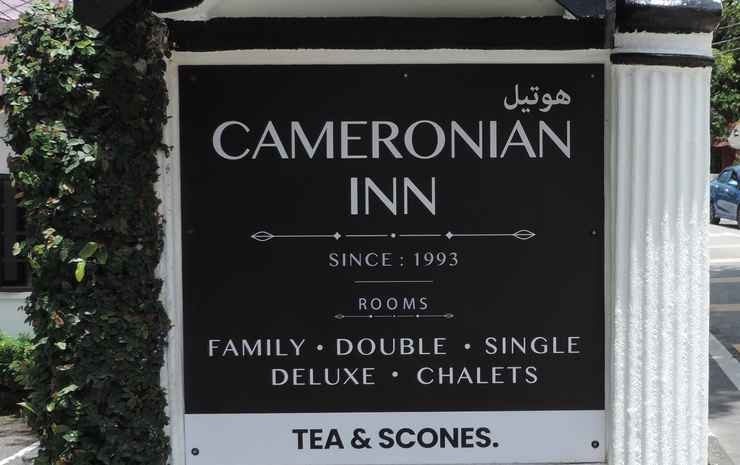 هوتيل
CAMERONIAN
INN
SINCE : 1993
ROOMS
FAMILY • DOUBLE • SINGLE
DELUXE • CHALETS
TEA & SCONES.